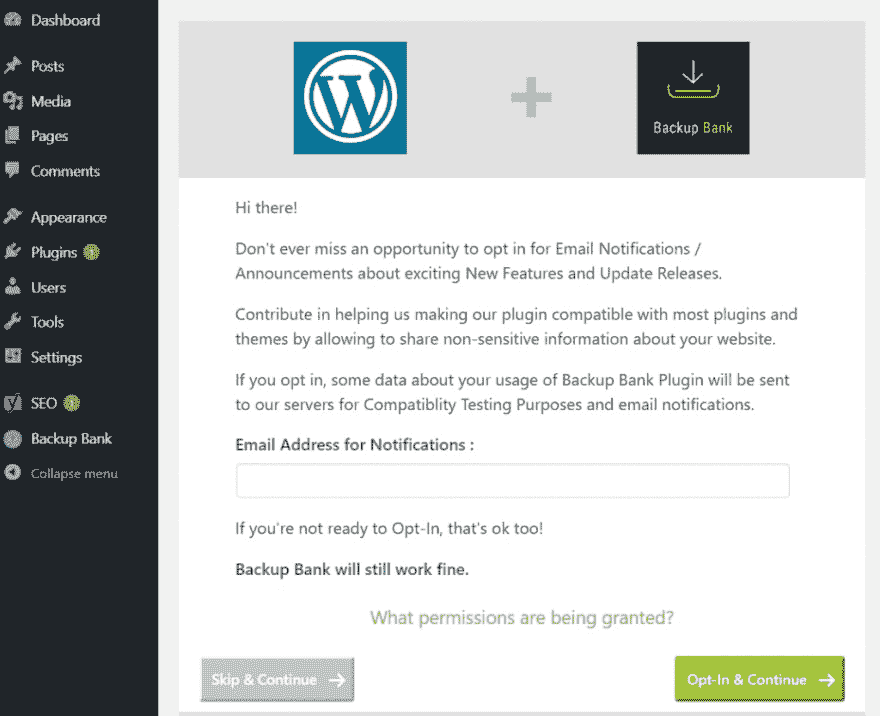 Dashboard
Posts
Media
Pages
Comments
Appearance
Plugins 1
Users
Tools
Settings
SEO 1
Backup Bank
Collapse menu
Backup Bank
Hi there!
Don't ever miss an opportunity to opt in for Email Notifications /
Announcements about exciting New Features and Update Releases.
Contribute in helping us making our plugin compatible with most plugins and
themes by allowing to share non-sensitive information about your website.
If you opt in, some data about your usage of Backup Bank Plugin will be sent
to our servers for Compatiblity Testing Purposes and email notifications.
Email Address for Notifications :
If you're not ready to Opt-In, that's ok too!
Backup Bank will still work fine.
What permissions are being granted?
Skip & Continue →
Opt-In & Continue →